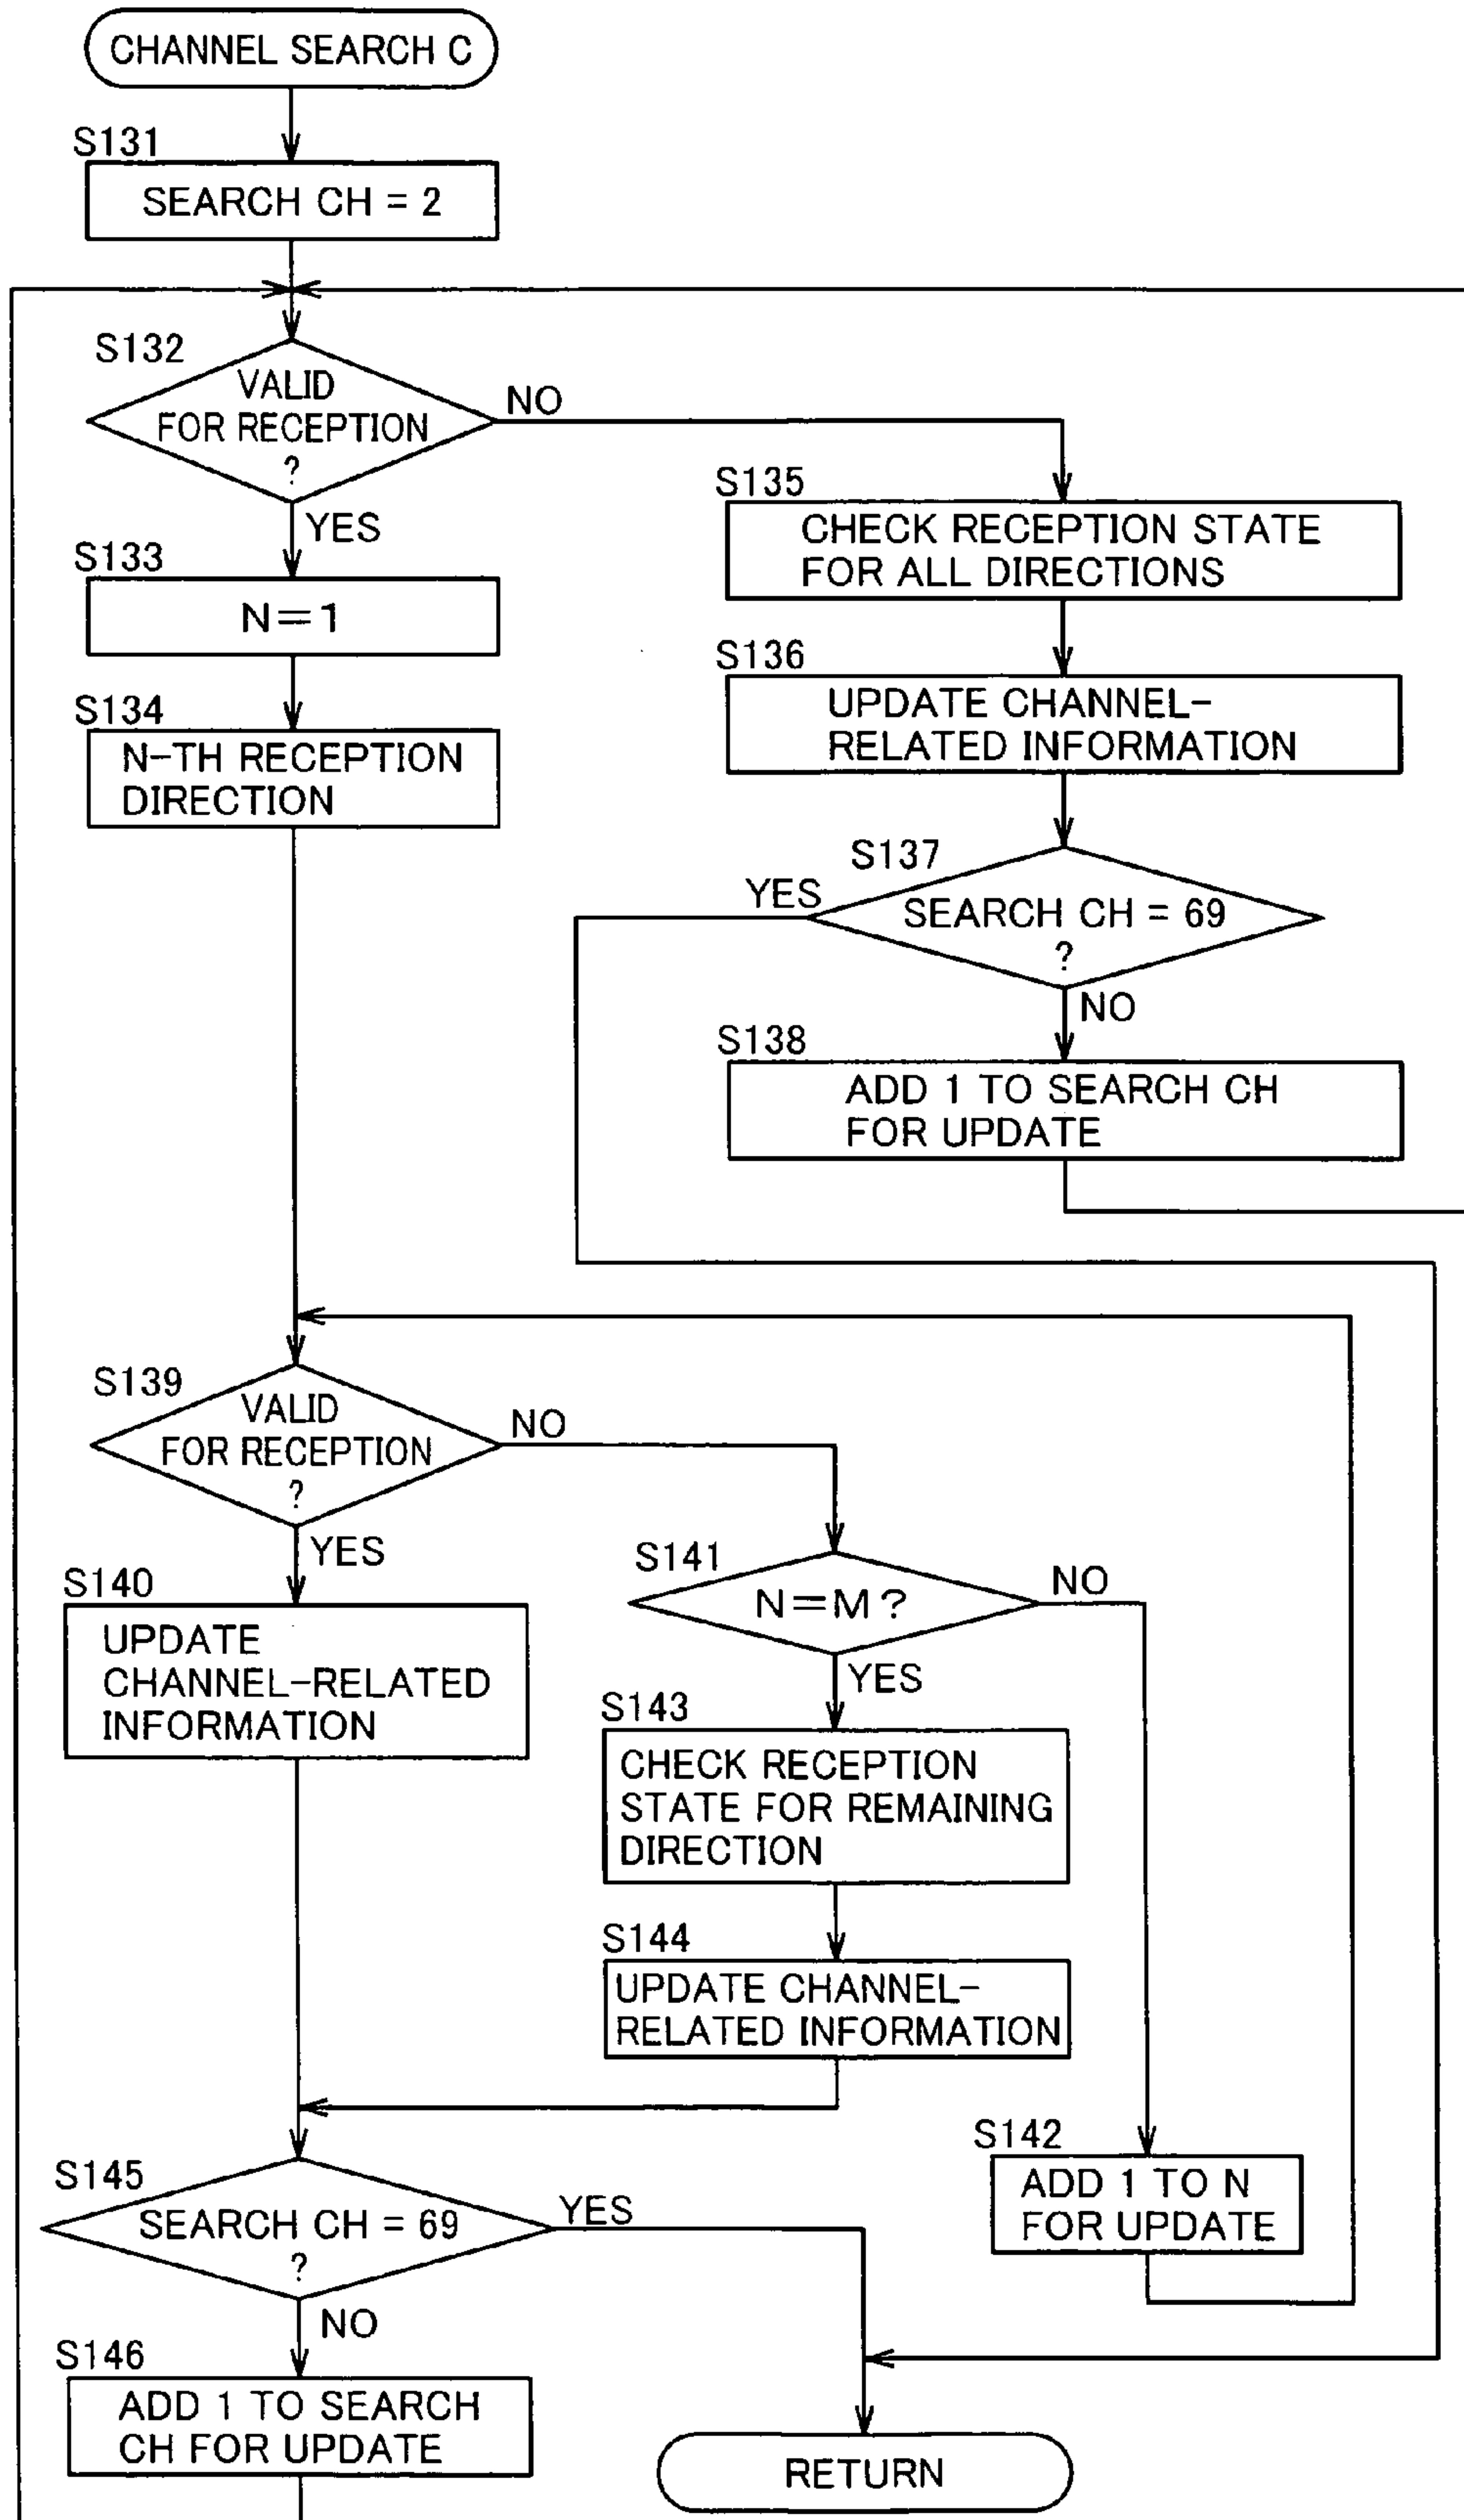 CHANNEL SEARCH C
S131
SEARCH CH = 2
S132
VALID
FOR RECEPTION
?
NO
YES
S133
N=1
S134
N-TH RECEPTION
DIRECTION
S135
CHECK RECEPTION STATE
FOR ALL DIRECTIONS
S136
UPDATE CHANNEL-
RELATED INFORMATION
S137
YES
SEARCH CH = 69
?
NO
S138
ADD 1 TO SEARCH CH
FOR UPDATE
S139
VALID
FOR RECEPTION
?
NO
YES
S140
UPDATE
CHANNEL-RELATED
INFORMATION
S141
N=M?
NO
YES
S143
CHECK RECEPTION
STATE FOR REMAINING
DIRECTION
S144
UPDATE CHANNEL-
RELATED INFORMATION
S142
ADD 1 TO N
FOR UPDATE
S145
SEARCH CH = 69
?
YES
NO
S146
ADD 1 TO SEARCH
CH FOR UPDATE
RETURN